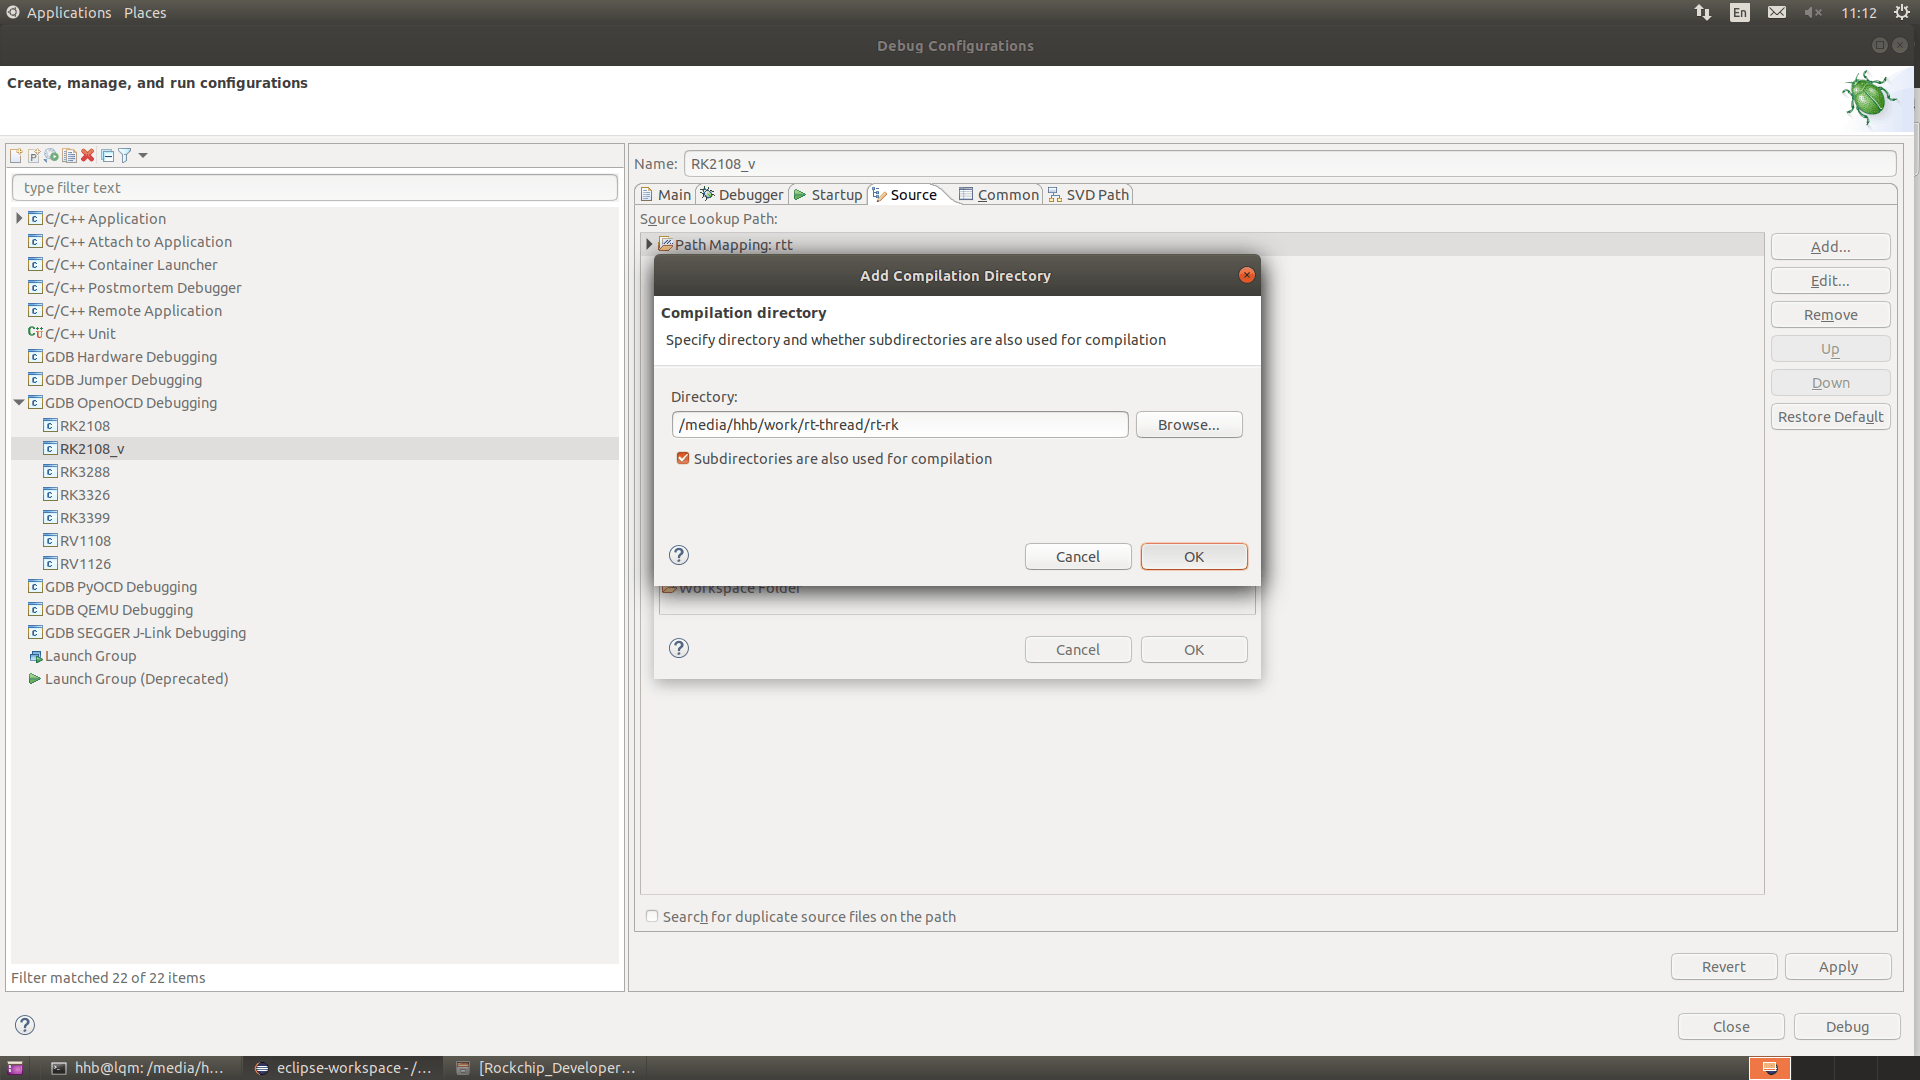 Applications Places
En 11:12
Debug Configurations
Create, manage, and run configurations
type filter text
C/C++ Application
C/C++ Attach to Application
C/C++ Container Launcher
C/C++ Postmortem Debugger
C/C++ Remote Application
C/C++ Unit
GDB Hardware Debugging
GDB Jumper Debugging
GDB OpenOCD Debugging
RK2108
RK2108_v
RK3288
RK3326
RK3399
RV1108
RV1126
GDB PyOCD Debugging
GDB QEMU Debugging
GDB SEGGER J-Link Debugging
Launch Group
Launch Group (Deprecated)
Filter matched 22 of 22 items
Name: RK2108_v
Main Debugger Startup Source Common SVD Path
Source Lookup Path:
Path Mapping: rtt
Add...
Edit...
Remove
Up
Down
Restore Default
Add Compilation Directory
Compilation directory
Specify directory and whether subdirectories are also used for compilation
Directory:
/media/hhb/work/rt-thread/rt-rk Browse...
Subdirectories are also used for compilation
? Cancel OK
Workspace Folder
? Cancel OK
Search for duplicate source files on the path
Revert Apply
? Close Debug
hhb@lqm: /media/h... eclipse-workspace - /... [Rockchip_Developer...